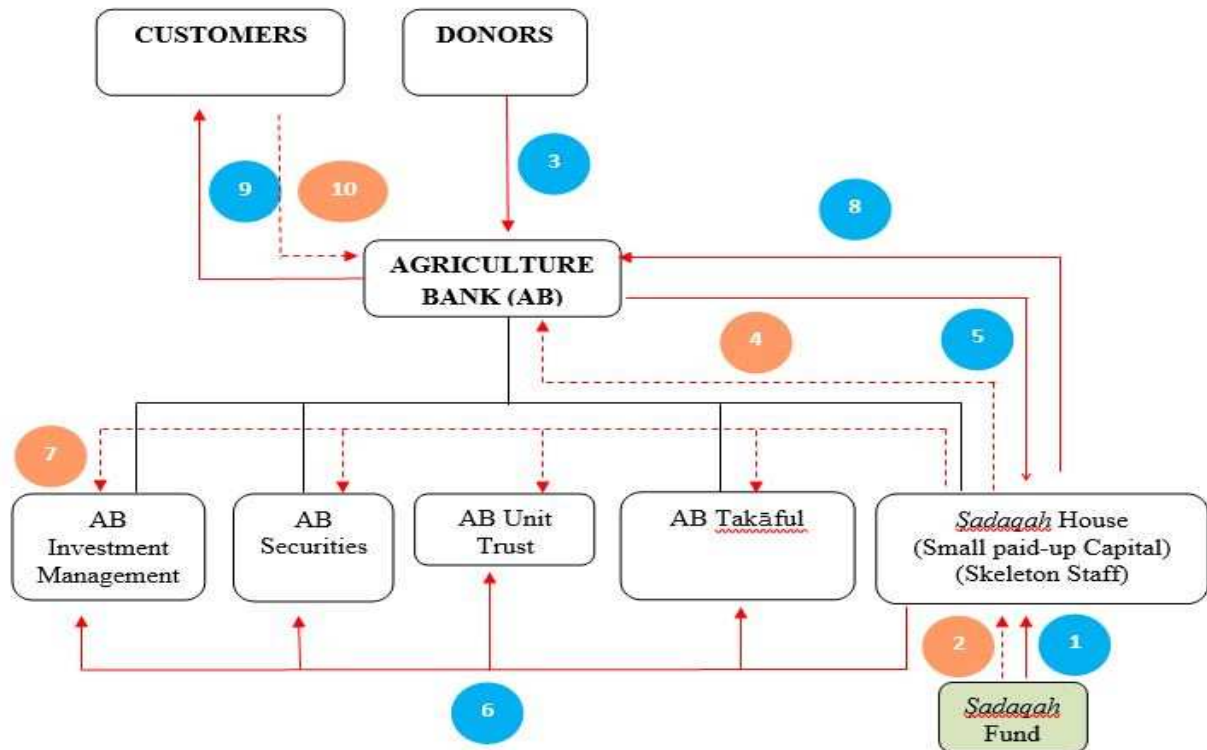 CUSTOMERS
DONORS
3
9
10
8
AGRICULTURE
BANK (AB)
4
5
7
AB
Investment
Management
AB
Securities
AB Unit
Trust
AB Takāful
Sadaqah House
(Small paid-up Capital)
(Skeleton Staff)
2
1
6
Sadaqah
Fund